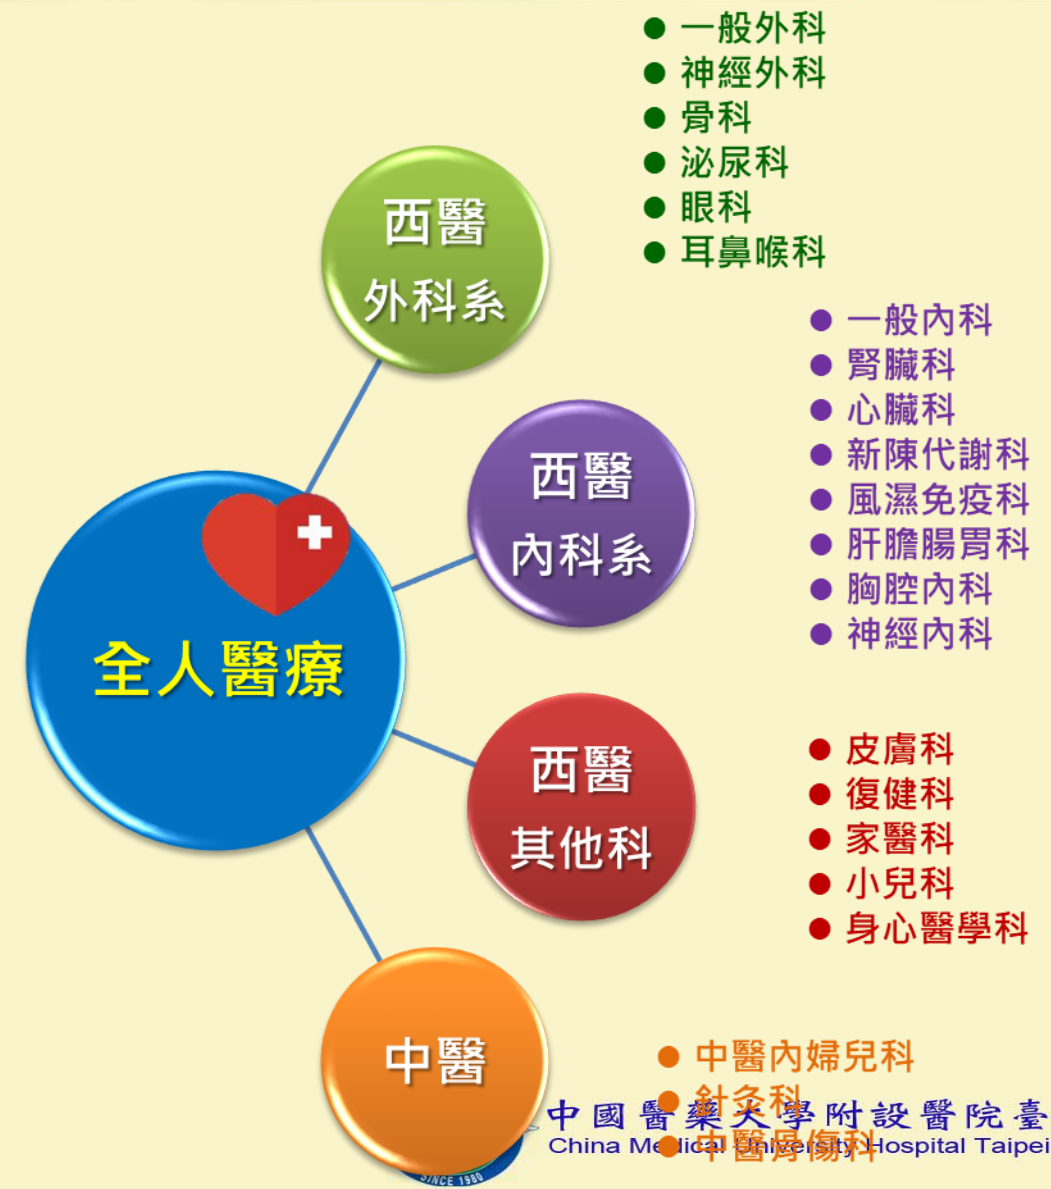 一般外科
神經外科
骨科
泌尿科
眼科
耳鼻喉科
西醫
外科系
一般內科
腎臟科
心臟科
新陳代謝科
風濕免疫科
肝膽腸胃科
胸腔內科
神經內科
西醫
內科系
全人醫療
西醫
其他科
皮膚科
復健科
家醫科
小兒科
身心醫學科
中醫
中醫內婦兒科
針灸科
中醫骨傷科
中國醫藥大學附設醫院臺
China Medical University Hospital Taipei
SINCE 1980